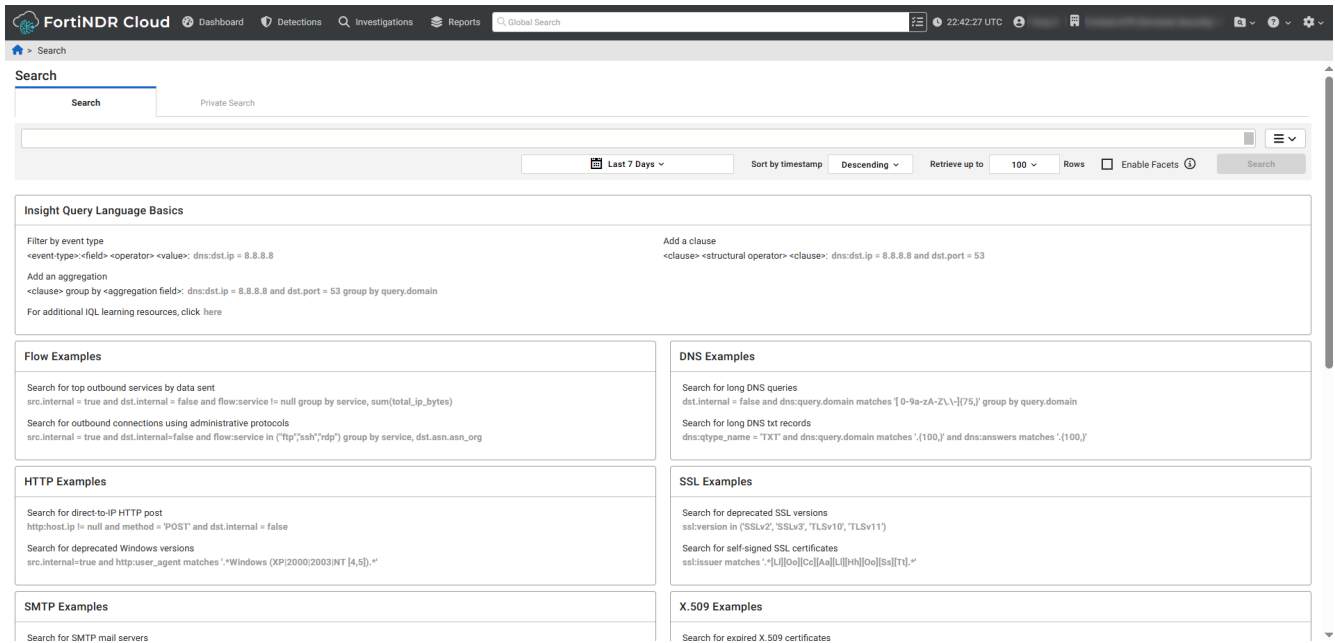 FortiNDR Cloud Dashboard Detections Investigations Reports Global Search 22:42:27 UTC
> Search
Search
Search Private Search
Last 7 Days Sort by timestamp Descending Retrieve up to 100 Rows Enable Facets Search
Insight Query Language Basics
Filter by event type
<event-type>:<field> <operator> <value>: dns:dst.ip = 8.8.8.8
Add an aggregation
<clause> group by <aggregation field>: dns:dst.ip = 8.8.8.8 and dst.port = 53 group by query.domain
For additional IQL learning resources, click here
Add a clause
<clause> <structural operator> <clause>: dns:dst.ip = 8.8.8.8 and dst.port = 53
Flow Examples
Search for top outbound services by data sent
src.internal = true and dst.internal = false and flow:service != null group by service, sum(total_ip_bytes)
Search for outbound connections using administrative protocols
src.internal = true and dst.internal=false and flow:service in ("ftp","ssh","rdp") group by service, dst.asn.asn_org
DNS Examples
Search for long DNS queries
dst.internal = false and dns:query.domain matches '[ 0-9a-zA-Z\.\-]{75,}' group by query.domain
Search for long DNS txt records
dns:qtype_name = 'TXT' and dns:query.domain matches '.{100,}' and dns:answers matches '.{100,}'
HTTP Examples
Search for direct-to-IP HTTP post
http:host.ip != null and method = 'POST' and dst.internal = false
Search for deprecated Windows versions
src.internal=true and http:user_agent matches '.*Windows (XP|2000|2003|NT [4,5]).*'
SSL Examples
Search for deprecated SSL versions
ssl:version in ('SSLv2', 'SSLv3', 'TLSv10', 'TLSv11')
Search for self-signed SSL certificates
ssl:issuer matches '.*[Ll][Oo][Cc][Aa][Ll][Hh][Oo][Ss][Tt].*'
SMTP Examples
Search for SMTP mail servers
X.509 Examples
Search for expired X.509 certificates